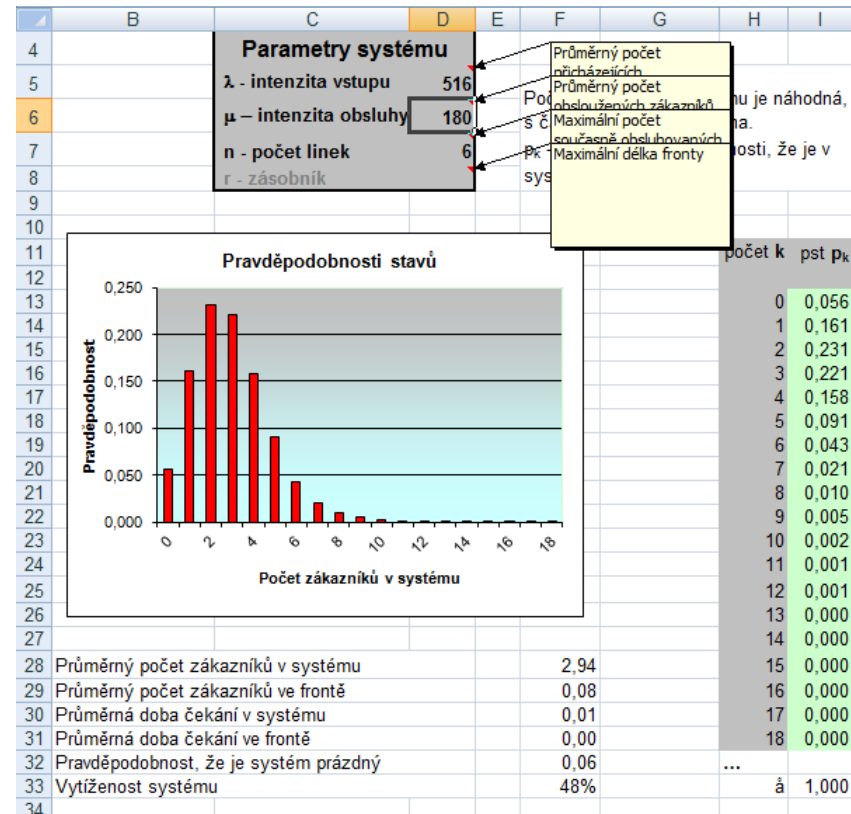 B C D E F G H I
4 Parametry systému
Průměrný počet
přicházejících
5 λ - intenzita vstupu 516
Průměrný počet
obsloužených zákazníků
6 μ – intenzita obsluhy 180
Maximální počet
současně obsluhovaných
7 n - počet linek 6
Maximální délka fronty
8 r - zásobník
Poč mu je náhodná,
s č na.
pₖ osti, že je v
sys
9
10
11 počet k pst pₖ
12
Pravděpodobnosti stavů
0,250
0,200
0,150
0,100
0,050
0,000
Pravděpodobnost
0 2 4 6 8 10 12 14 16 18
Počet zákazníků v systému
13 0 0,056
14 1 0,161
15 2 0,231
16 3 0,221
17 4 0,158
18 5 0,091
19 6 0,043
20 7 0,021
21 8 0,010
22 9 0,005
23 10 0,002
24 11 0,001
25 12 0,001
26 13 0,000
27 14 0,000
28 Průměrný počet zákazníků v systému 2,94 15 0,000
29 Průměrný počet zákazníků ve frontě 0,08 16 0,000
30 Průměrná doba čekání v systému 0,01 17 0,000
31 Průměrná doba čekání ve frontě 0,00 18 0,000
32 Pravděpodobnost, že je systém prázdný 0,06 ...
33 Vytíženost systému 48% å 1,000
34